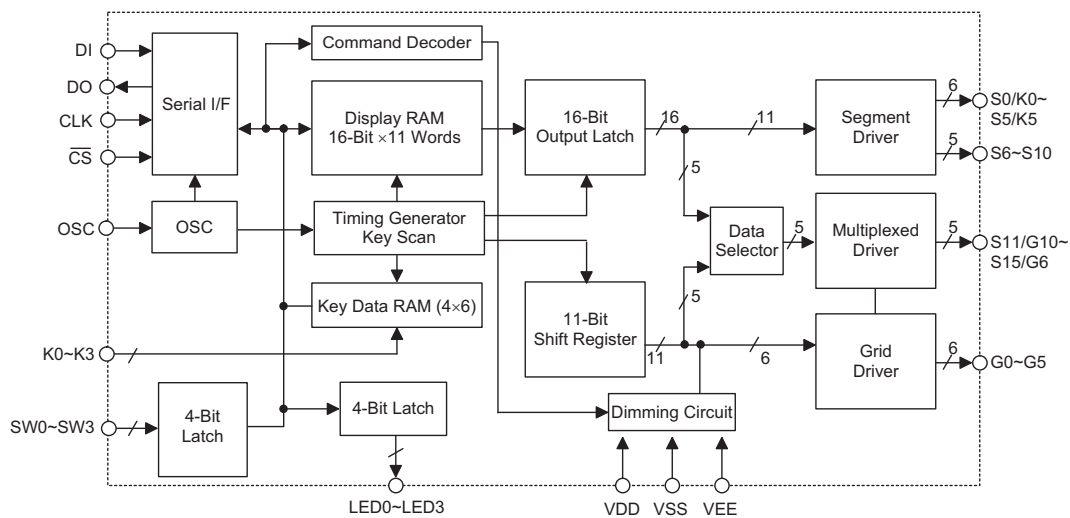 DI
DO
CLK
CS
OSC
K0~K3
SW0~SW3
Serial I/F
OSC
Command Decoder
Display RAM
16-Bit ×11 Words
Timing Generator
Key Scan
Key Data RAM (4×6)
4-Bit
Latch
4-Bit Latch
LED0~LED3
16-Bit
Output Latch
16
11
5
11-Bit
Shift Register
11
5
6
Data
Selector
5
Dimming Circuit
VDD
VSS
VEE
Segment
Driver
6
S0/K0~
S5/K5
5
S6~S10
Multiplexed
Driver
5
S11/G10~
S15/G6
Grid
Driver
6
G0~G5